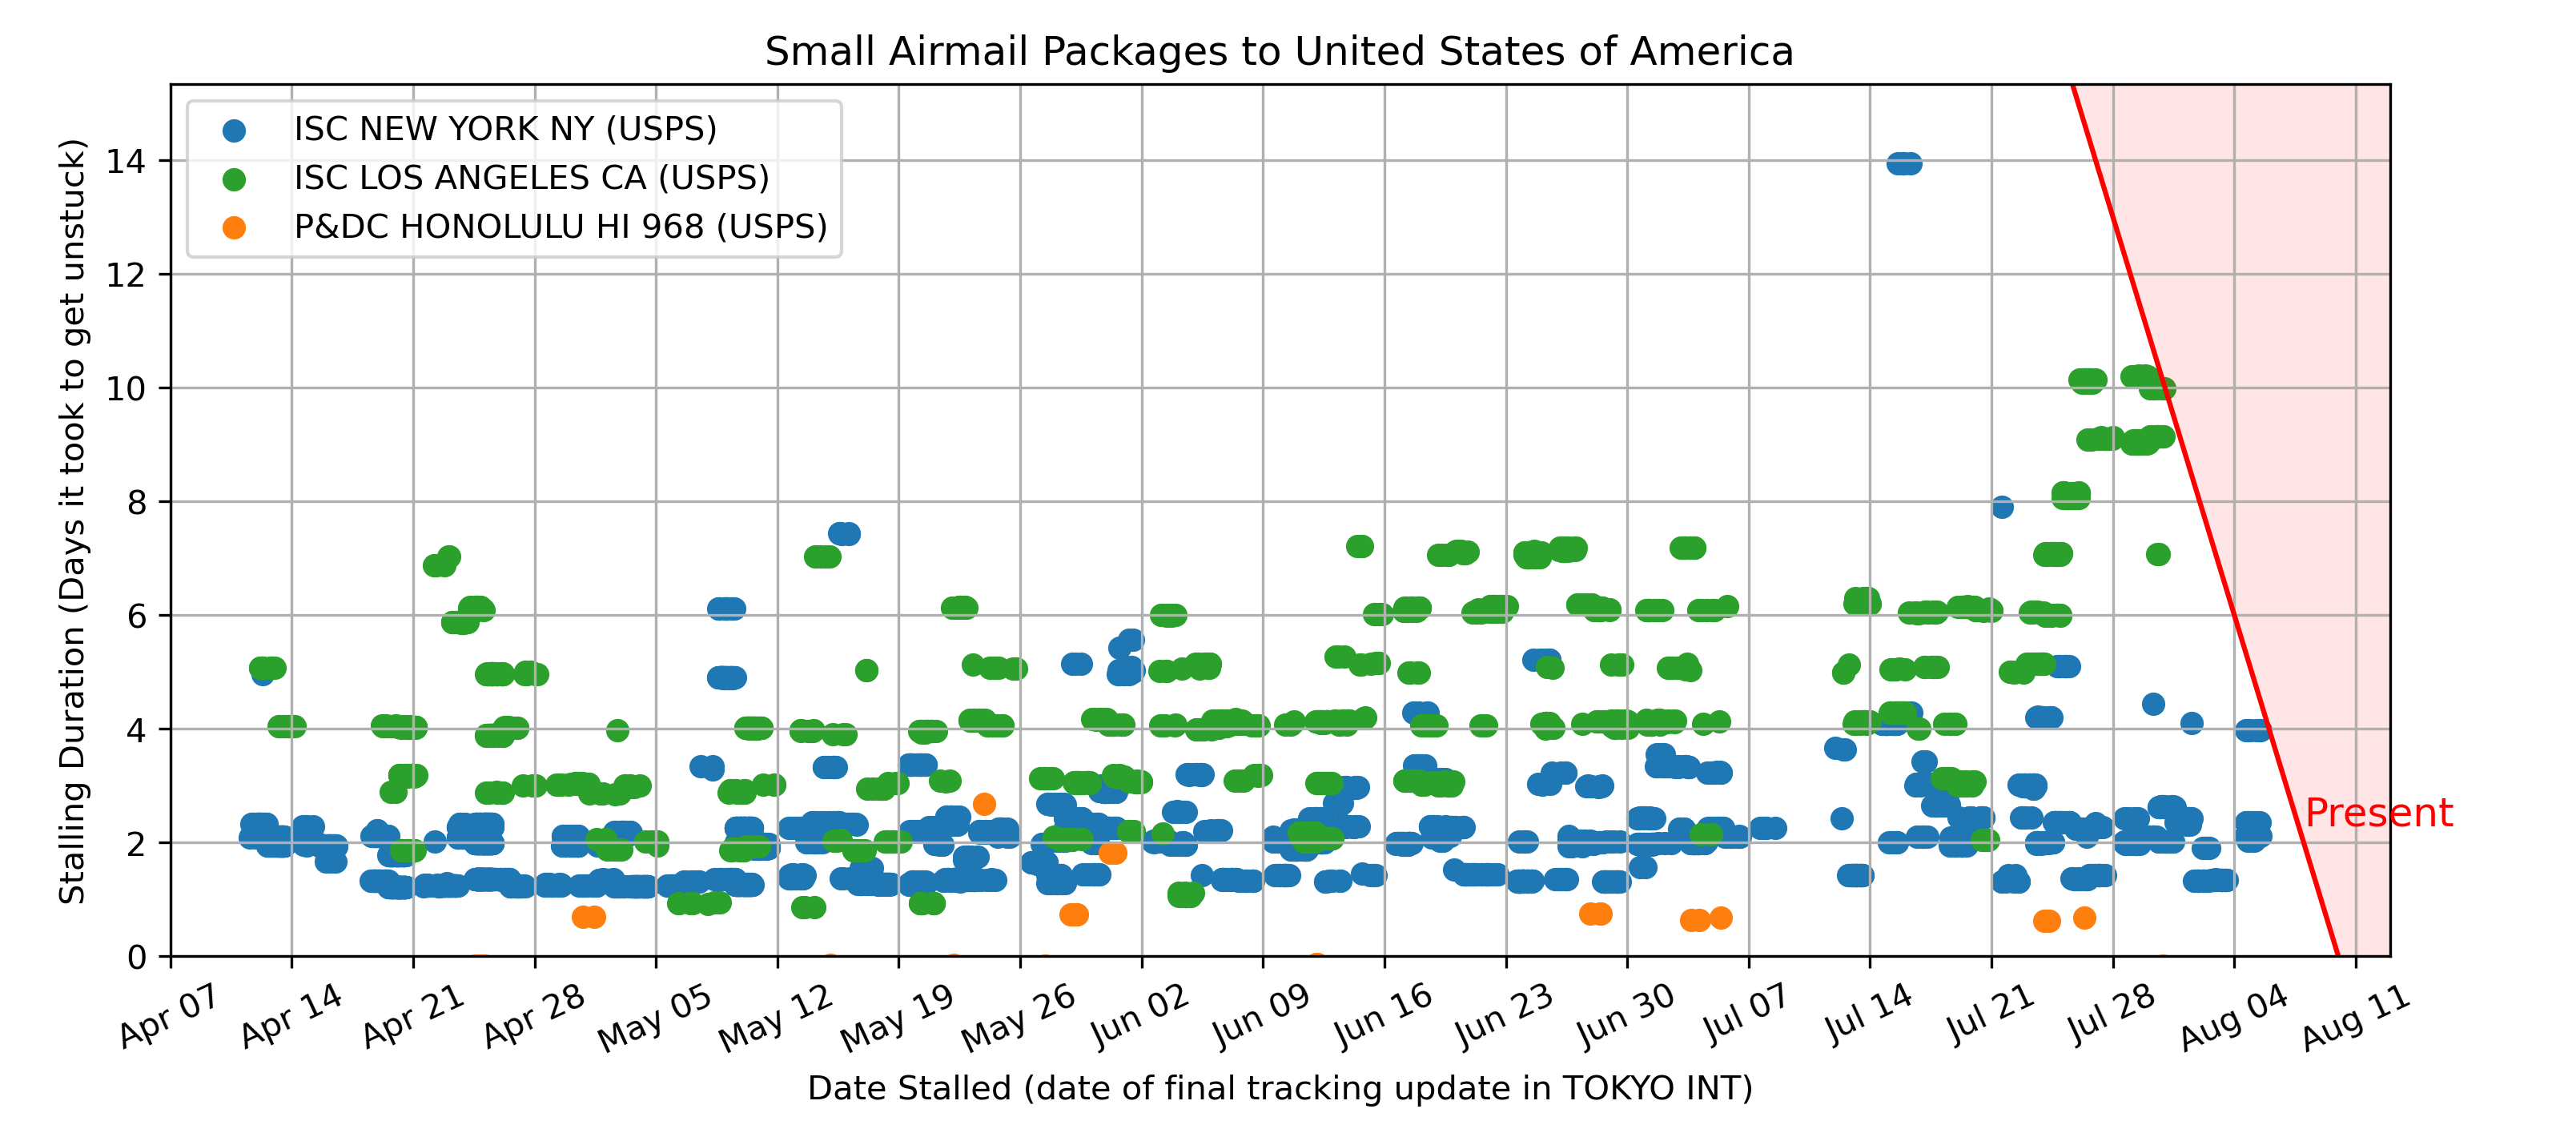 Small Airmail Packages to United States of America
ISC NEW YORK NY (USPS)
ISC LOS ANGELES CA (USPS)
P&DC HONOLULU HI 968 (USPS)
Stalling Duration (Days it took to get unstuck)
14
12
10
8
6
4
2
0
Present
Apr 07
Apr 14
Apr 21
Apr 28
May 05
May 12
May 19
May 26
Jun 02
Jun 09
Jun 16
Jun 23
Jun 30
Jul 07
Jul 14
Jul 21
Jul 28
Aug 04
Aug 11
Date Stalled (date of final tracking update in TOKYO INT)